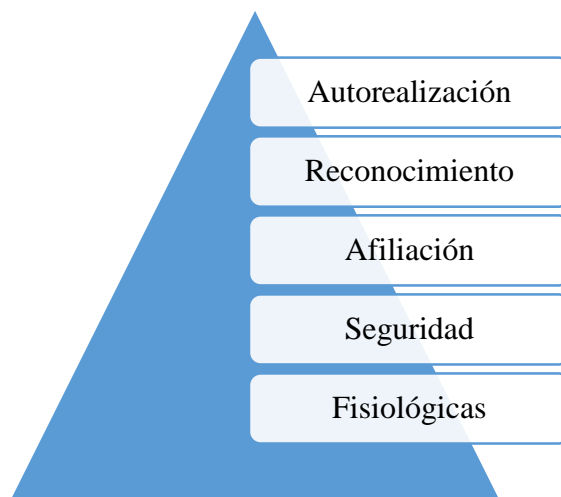 Autorealización
Reconocimiento
Afiliación
Seguridad
Fisiológicas